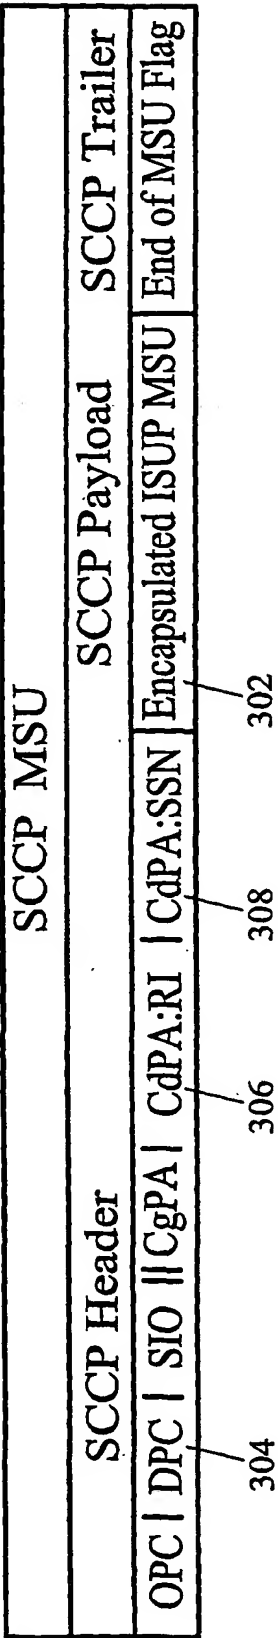 SCCP MSU
SCCP Header SCCP Payload SCCP Trailer
OPC | DPC | SIO ||| CgPA | CdPA:RI | CdPA:SSN | Encapsulated ISUP MSU | End of MSU Flag
304 306 308 302